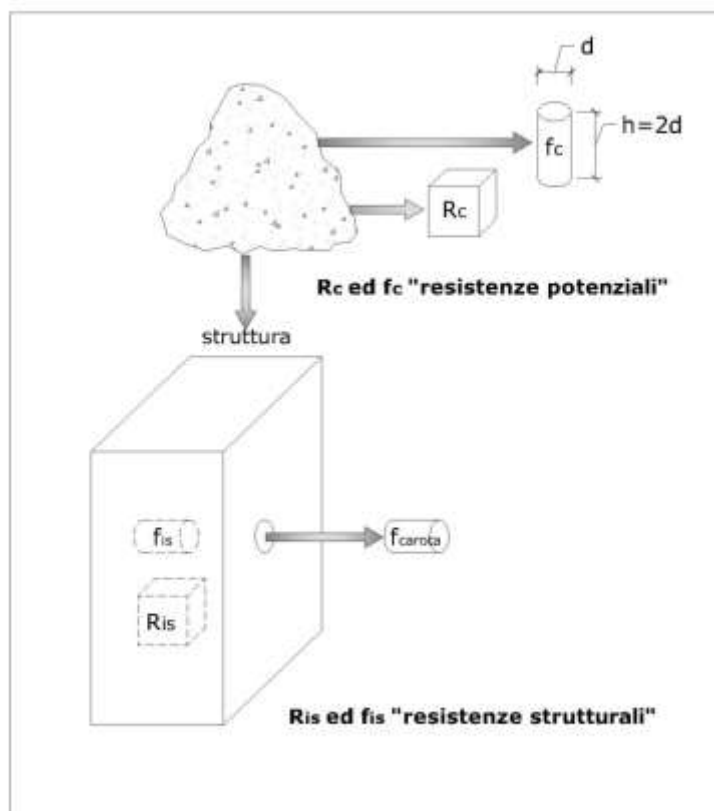 d
h=2d
fc
Rc
Rc ed fc "resistenze potenziali"
struttura
fis
fcarota
Ris
Ris ed fis "resistenze strutturali"